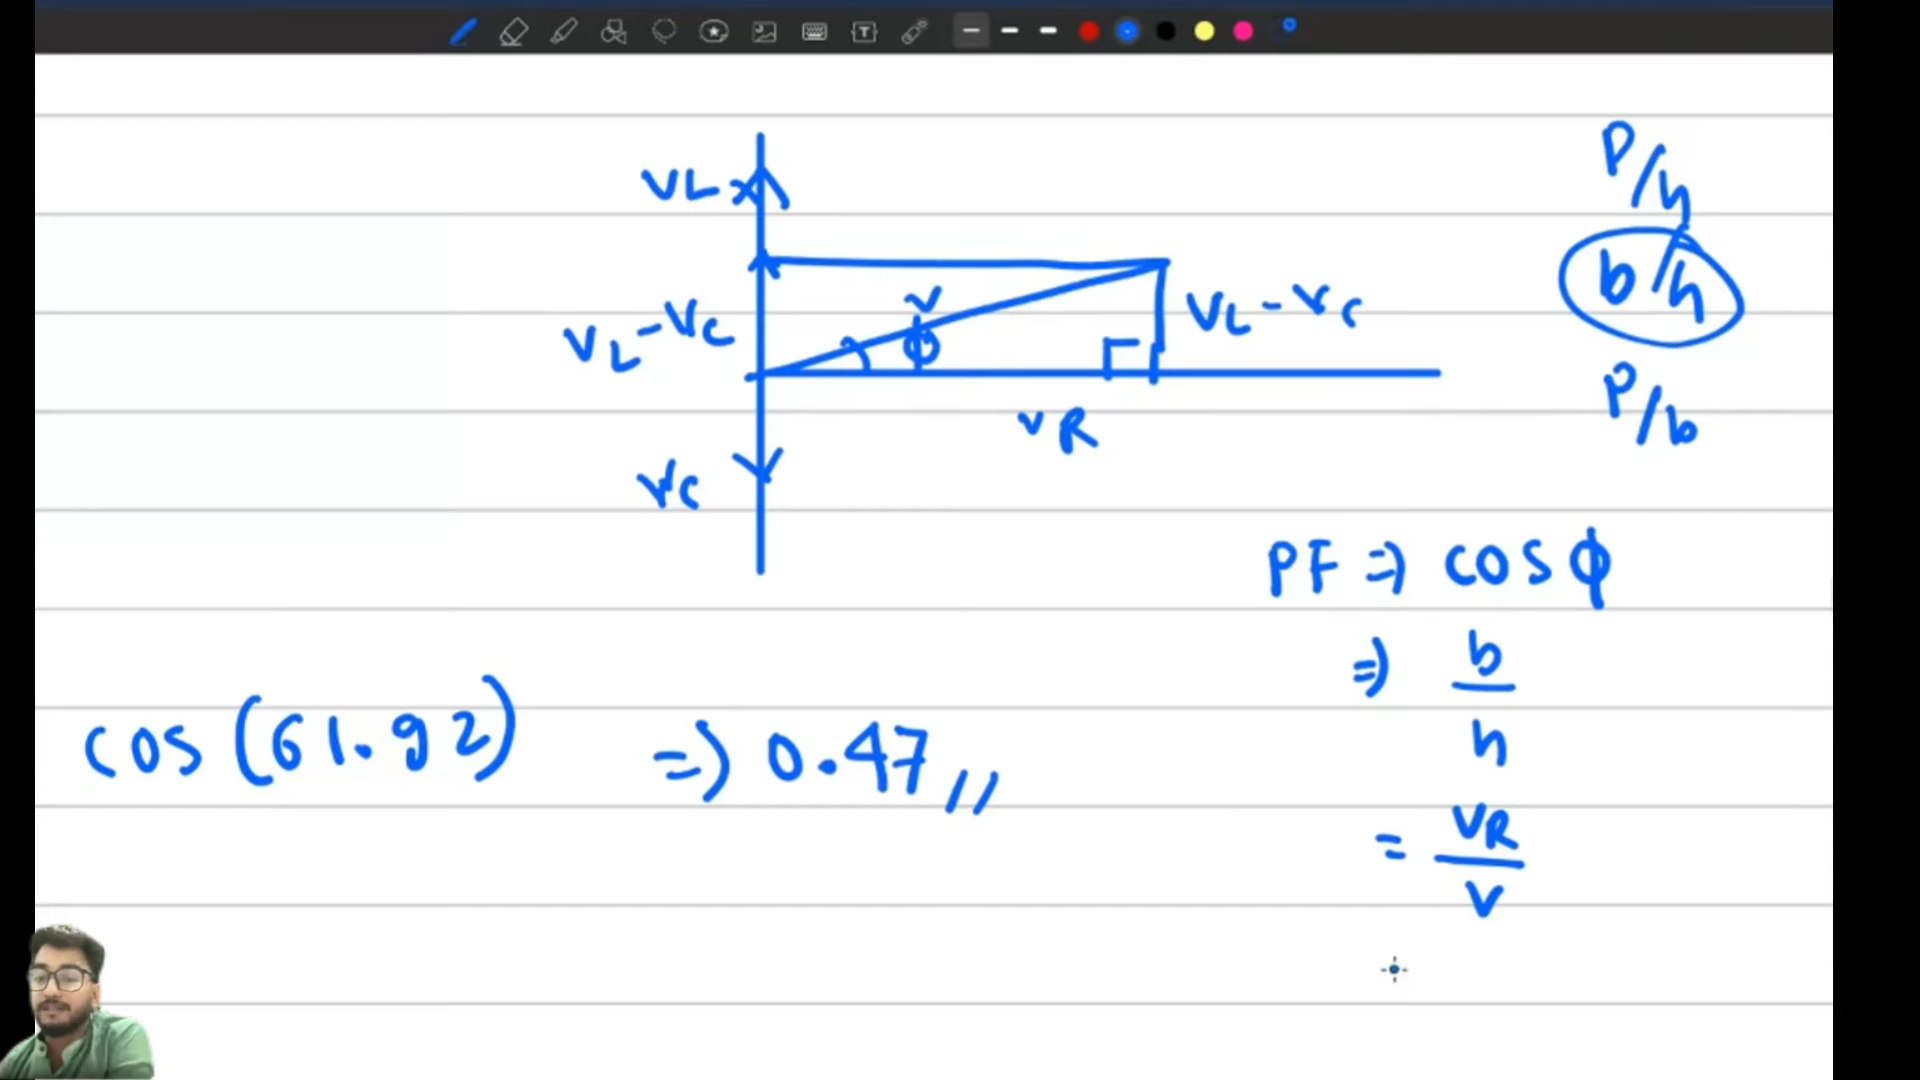 VL
P/h
b/h
P/b
VL-VC
V
ϕ
VL-VC
VR
VC
PF ⇒ cos ϕ
⇒ b/h
= VR/V
cos (61.92) ⇒ 0.47 //